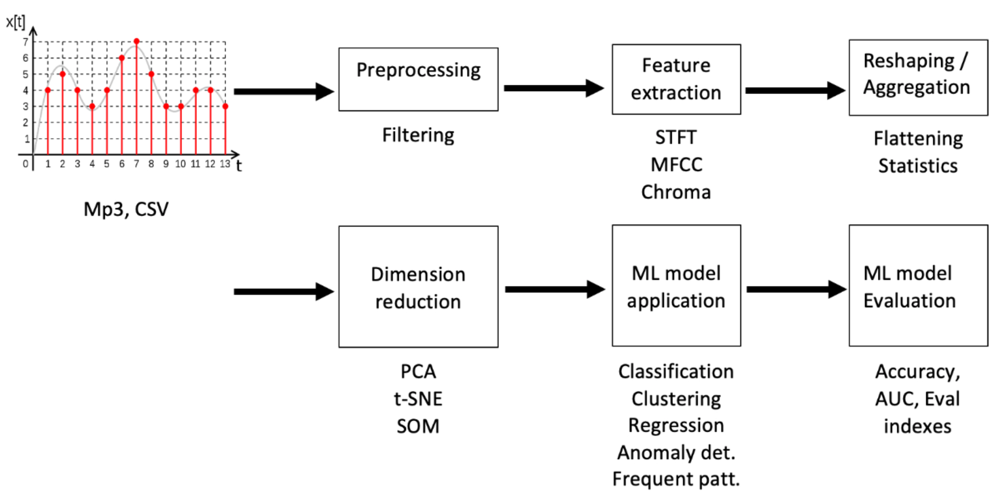 x[t]
7
6
5
4
3
2
1
0 1 2 3 4 5 6 7 8 9 10 11 12 13 t
Mp3, CSV
Preprocessing
Filtering
Feature
extraction
STFT
MFCC
Chroma
Reshaping /
Aggregation
Flattening
Statistics
Dimension
reduction
PCA
t-SNE
SOM
ML model
application
Classification
Clustering
Regression
Anomaly det.
Frequent patt.
ML model
Evaluation
Accuracy,
AUC, Eval
indexes